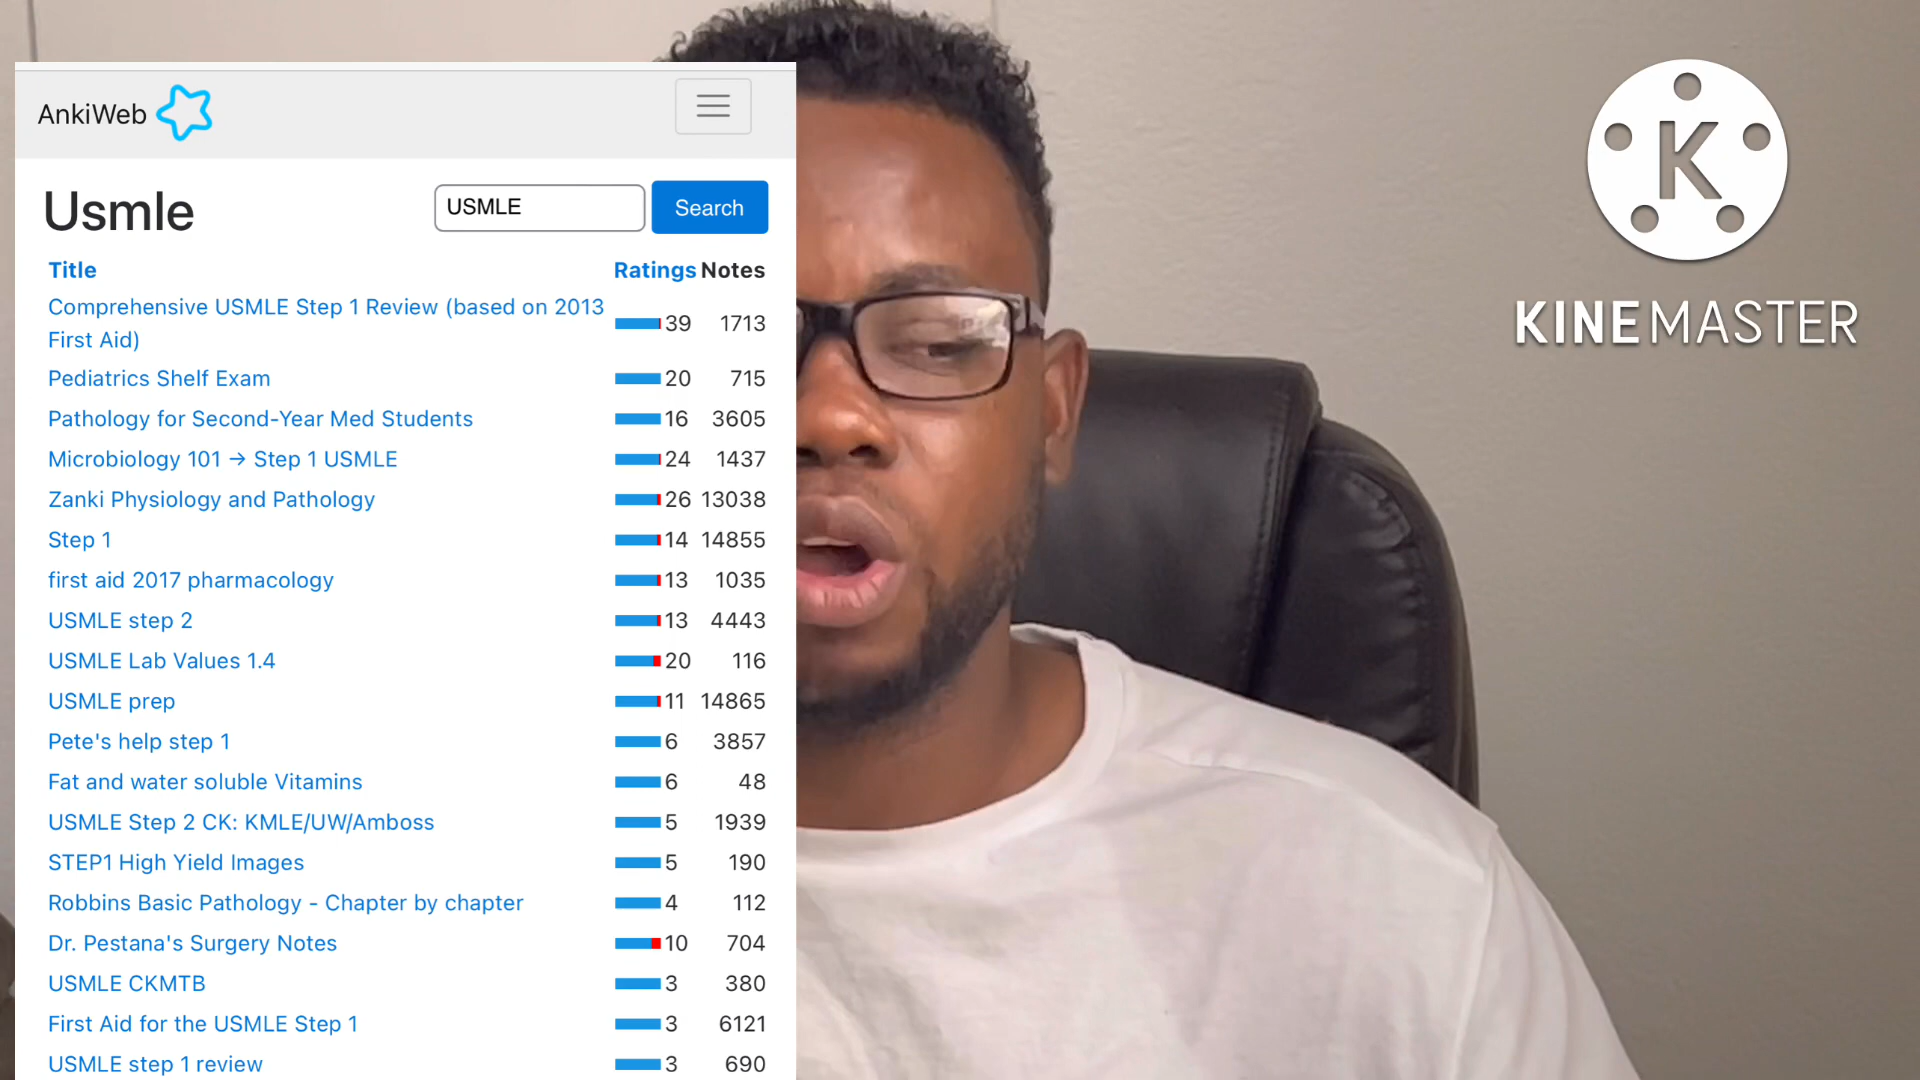 AnkiWeb
Usmle
USMLE
Search
Title Ratings Notes
Comprehensive USMLE Step 1 Review (based on 2013
First Aid) 39 1713
Pediatrics Shelf Exam 20 715
Pathology for Second-Year Med Students 16 3605
Microbiology 101 → Step 1 USMLE 24 1437
Zanki Physiology and Pathology 26 13038
Step 1 14 14855
first aid 2017 pharmacology 13 1035
USMLE step 2 13 4443
USMLE Lab Values 1.4 20 116
USMLE prep 11 14865
Pete's help step 1 6 3857
Fat and water soluble Vitamins 6 48
USMLE Step 2 CK: KMLE/UW/Amboss 5 1939
STEP1 High Yield Images 5 190
Robbins Basic Pathology - Chapter by chapter 4 112
Dr. Pestana's Surgery Notes 10 704
USMLE CKMTB 3 380
First Aid for the USMLE Step 1 3 6121
USMLE step 1 review 3 690
K
KINEMASTER